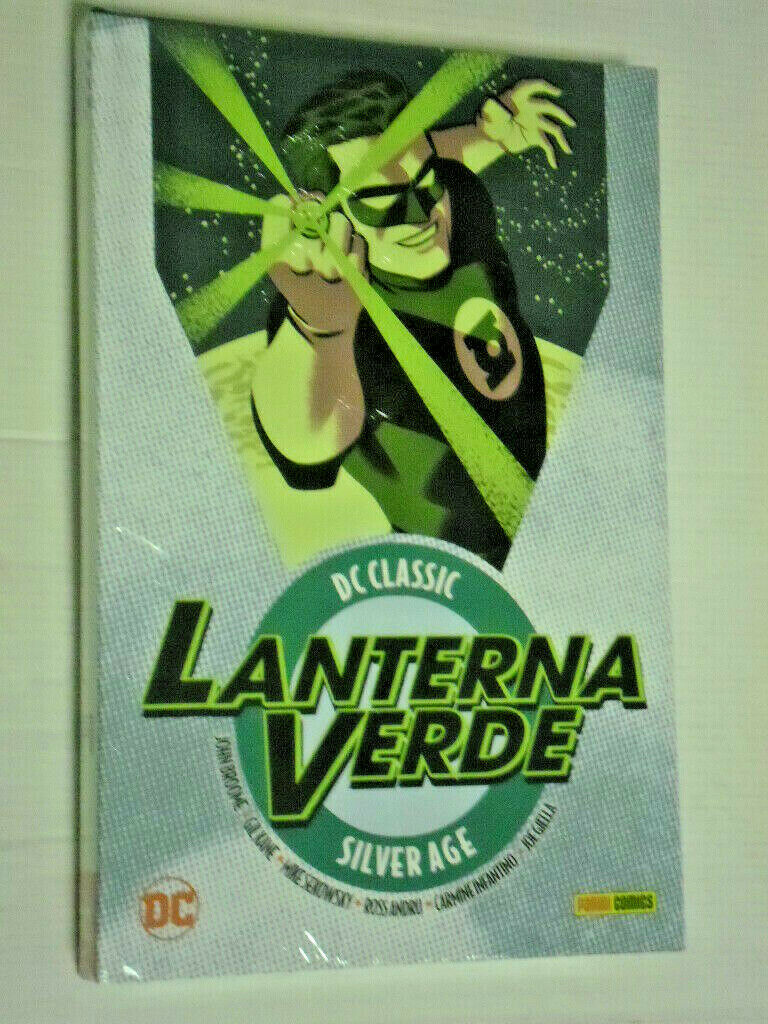 DC CLASSIC
LANTERNA
VERDE
SILVER AGE
JOHN BROOME • GIL KANE • MIKE SEKOWSKY • ROSS ANDRU • CARMINE INFANTINO • JOE GIELLA
DC
PANINI COMICS